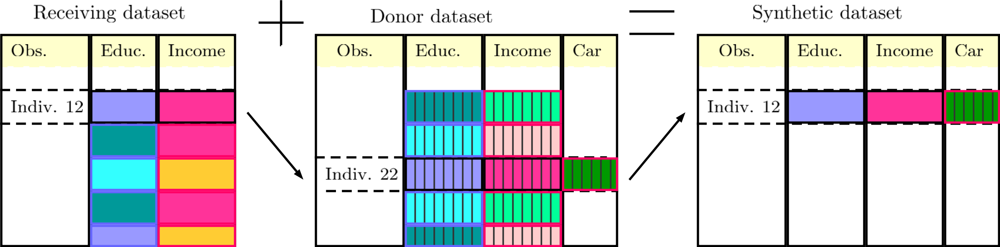 Receiving dataset
Donor dataset
Synthetic dataset
Obs. Educ. Income
Obs. Educ. Income Car
Obs. Educ. Income Car
Indiv. 12
Indiv. 22
Indiv. 12